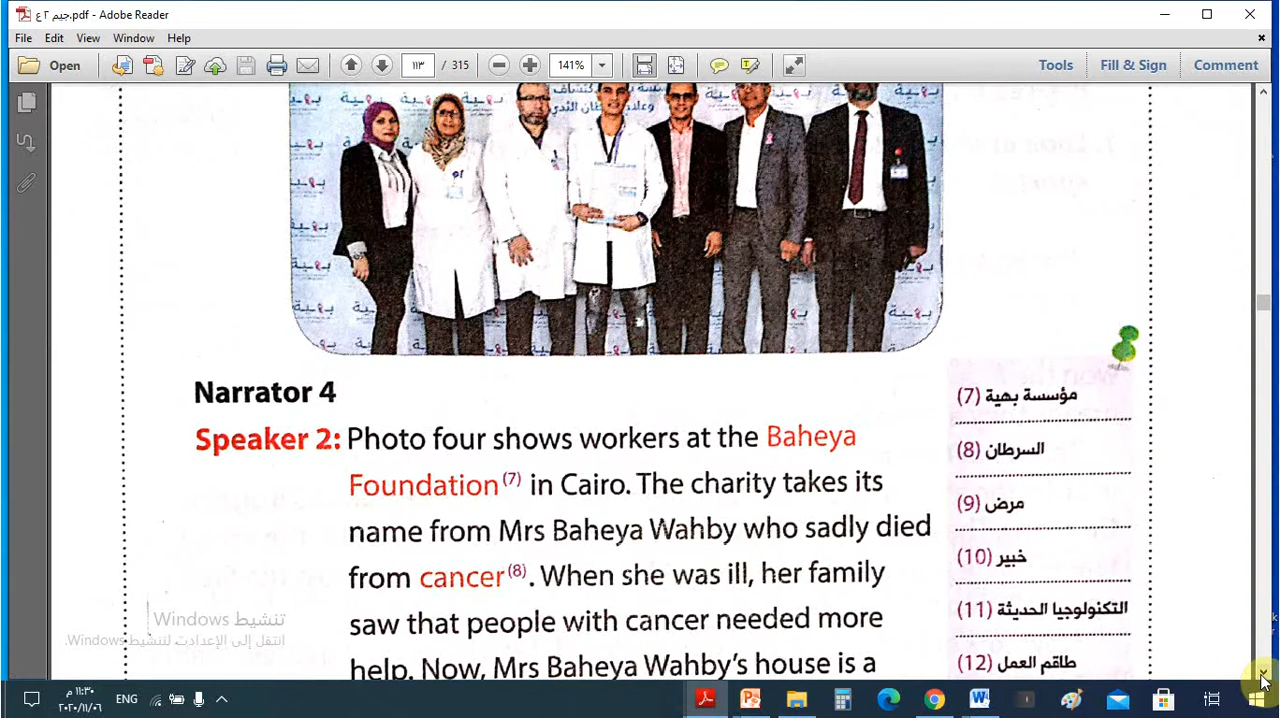 جيم ٢ ع.pdf - Adobe Reader
File Edit View Window Help
Open ١١٣ / 315 141% Tools Fill & Sign Comment
بهية
Narrator 4
Speaker 2: Photo four shows workers at the Baheya
Foundation (7) in Cairo. The charity takes its
name from Mrs Baheya Wahby who sadly died
from cancer(8). When she was ill, her family
saw that people with cancer needed more
help. Now, Mrs Baheya Wahby's house is a
(7) مؤسسة بهية
(8) السرطان
(9) مرض
(10) خبير
(11) التكنولوجيا الحديثة
(12) طاقم العمل
تنشيط Windows
انتقل إلى الإعدادت لتنشيط Windows.
ENG
١١:٣٠ م
٢٠٢٠/١١/٠٦